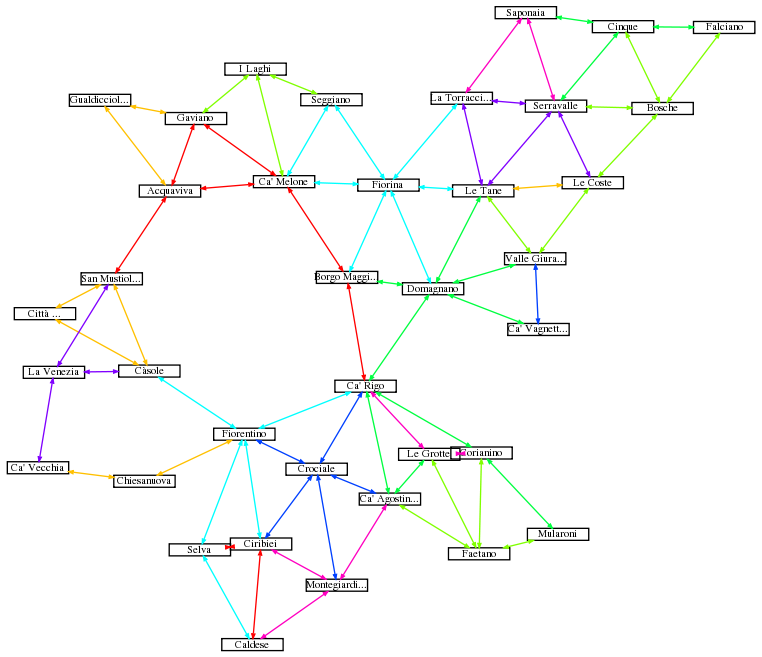 Saponaia
Cinque
Falciano
I Laghi
Gualdicciol...
Seggiano
La Torracci...
Serravalle
Bosche
Gaviano
Acquaviva
Ca' Melone
Fiorina
Le Tane
Le Coste
Valle Giura...
San Mustiol...
Borgo Maggi...
Domagnano
Città ...
Ca' Vagnett...
La Venezia
Càsole
Ca' Rigo
Fiorentino
Le Grotte
Corianino
Ca' Vecchia
Chiesanuova
Crociale
Ca' Agostin...
Mularoni
Selva
Ciribiei
Faetano
Montegiardi...
Caldese